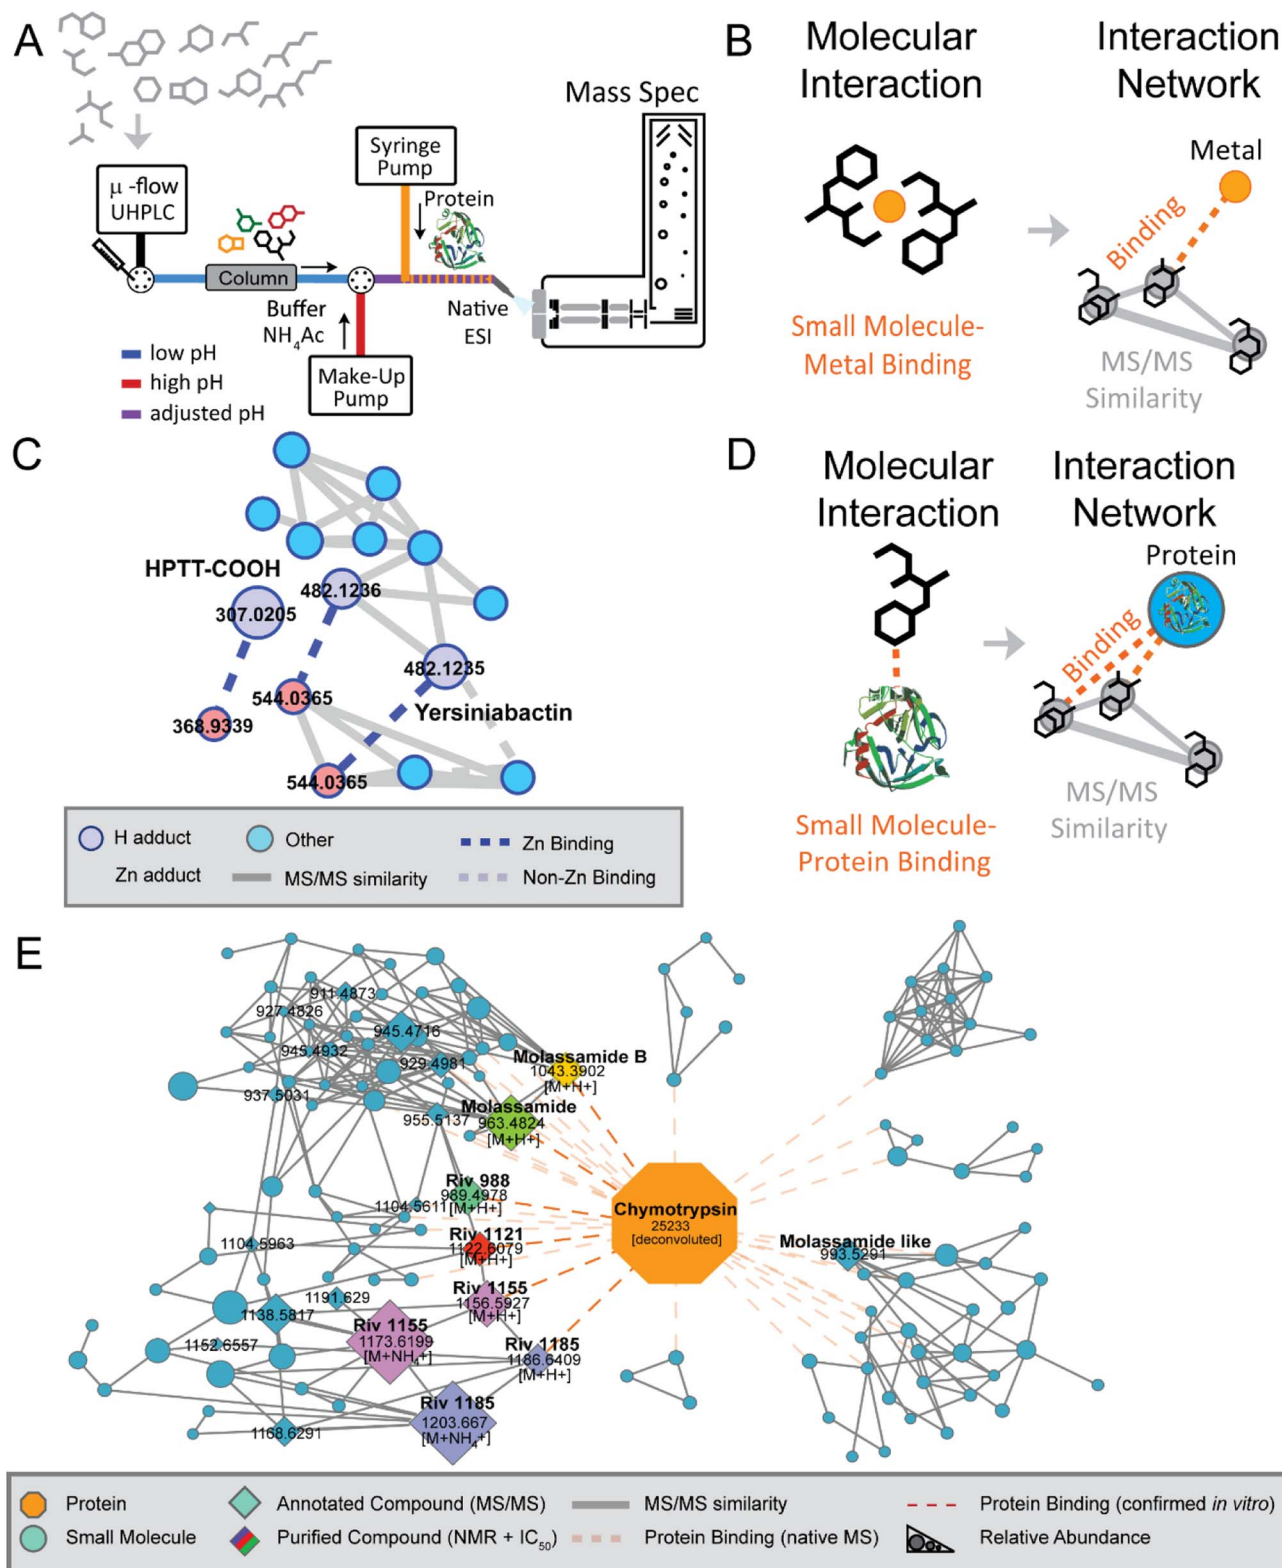 A
μ -flow
UHPLC
Column
Buffer
NH4Ac
Syringe
Pump
Protein
Native
ESI
Make-Up
Pump
Mass Spec
low pH
high pH
adjusted pH
B
Molecular
Interaction
Interaction
Network
Metal
Binding
Small Molecule-
Metal Binding
MS/MS
Similarity
C
HPTT-COOH
482.1236
307.0205
482.1235
544.0365
Yersiniabactin
368.9339
544.0365
H adduct
Other
Zn Binding
Zn adduct
MS/MS similarity
Non-Zn Binding
D
Molecular
Interaction
Interaction
Network
Protein
Binding
Small Molecule-
Protein Binding
MS/MS
Similarity
E
911.4873
927.4826
945.4716
945.4932
929.4981
937.5031
955.5137
Molassamide B
1043.3902
[M+H+]
Molassamide
963.4824
[M+H+]
Riv 988
989.4978
[M+H+]
1104.5611
Riv 1121
1122.6079
[M+H+]
1104.5963
Riv 1155
1156.5927
[M+H+]
1191.629
1138.5817
Riv 1155
1173.6199
[M+NH4+]
1152.6557
Riv 1185
1186.6409
[M+H+]
Riv 1185
1203.667
[M+NH4+]
1168.6291
Chymotrypsin
25233
[deconvoluted]
Molassamide like
993.5291
Protein
Annotated Compound (MS/MS)
MS/MS similarity
Protein Binding (confirmed in vitro)
Small Molecule
Purified Compound (NMR + IC50)
Protein Binding (native MS)
Relative Abundance